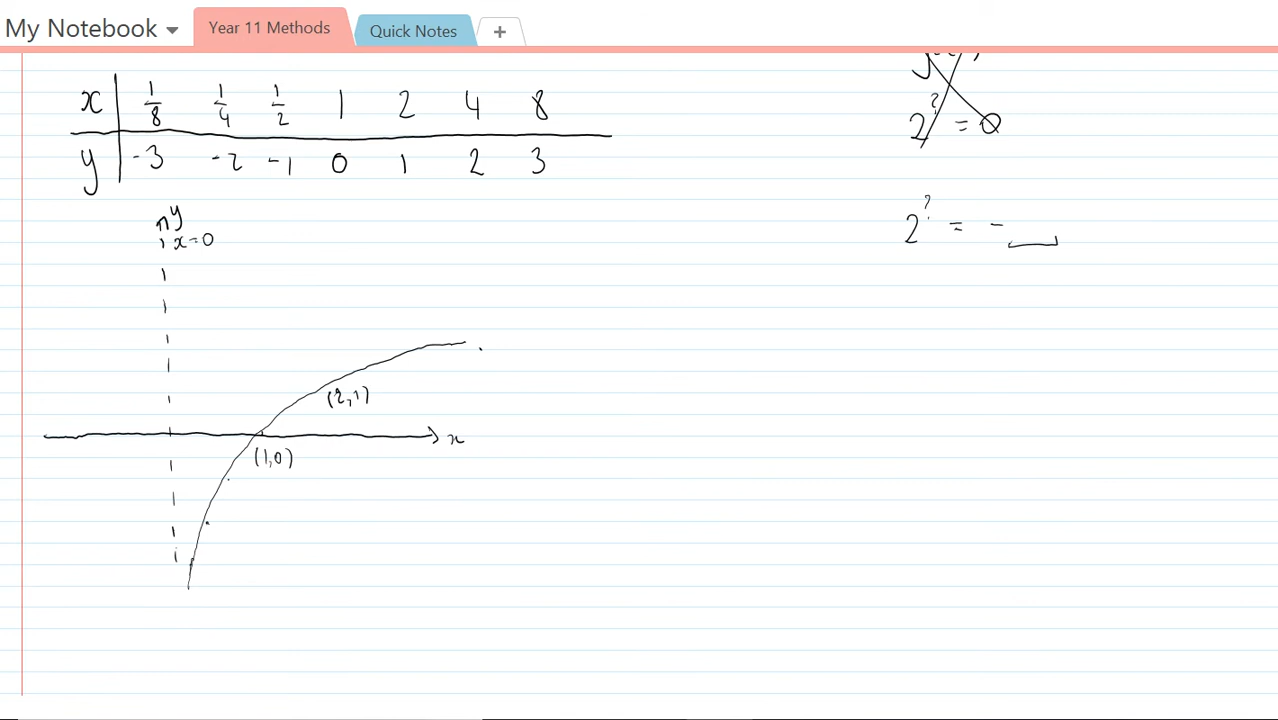 My Notebook
Year 11 Methods
Quick Notes
x 1/8 1/4 1/2 1 2 4 8
y -3 -2 -1 0 1 2 3
2^? = 0
2^? = -
y
x=0
(2,1)
x
(1,0)